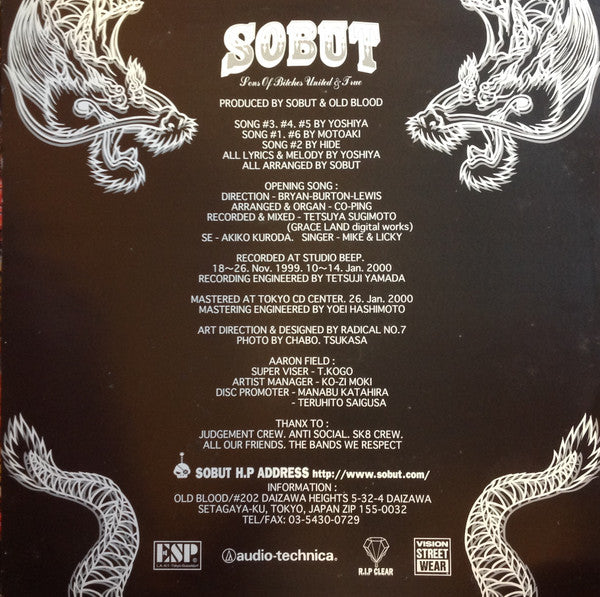 SOBUT
Sons Of Bitches United & True
PRODUCED BY SOBUT & OLD BLOOD
SONG #3. #4. #5 BY YOSHIYA
SONG #1. #6 BY MOTOAKI
SONG #2 BY HIDE
ALL LYRICS & MELODY BY YOSHIYA
ALL ARRANGED BY SOBUT
OPENING SONG :
DIRECTION - BRYAN-BURTON-LEWIS
ARRANGED & ORGAN - CO-PING
RECORDED & MIXED - TETSUYA SUGIMOTO
(GRACE LAND digital works)
SE - AKIKO KURODA. SINGER - MIKE & LICKY
RECORDED AT STUDIO BEEP.
18～26. Nov. 1999. 10～14. Jan. 2000
RECORDING ENGINEERED BY TETSUJI YAMADA
MASTERED AT TOKYO CD CENTER. 26. Jan. 2000
MASTERING ENGINEERED BY YOEI HASHIMOTO
ART DIRECTION & DESIGNED BY RADICAL NO.7
PHOTO BY CHABO. TSUKASA
AARON FIELD :
SUPER VISER - T.KOGO
ARTIST MANAGER - KO-ZI MOKI
DISC PROMOTER - MANABU KATAHIRA
- TERUHITO SAIGUSA
THANX TO :
JUDGEMENT CREW. ANTI SOCIAL. SK8 CREW.
ALL OUR FRIENDS. THE BANDS WE RESPECT
SOBUT H.P ADDRESS http://www.sobut.com/
INFORMATION :
OLD BLOOD/#202 DAIZAWA HEIGHTS 5-32-4 DAIZAWA
SETAGAYA-KU, TOKYO, JAPAN ZIP 155-0032
TEL/FAX: 03-5430-0729
ESP
audio-technica.
R.I.P CLEAR
VISION
STREET
WEAR